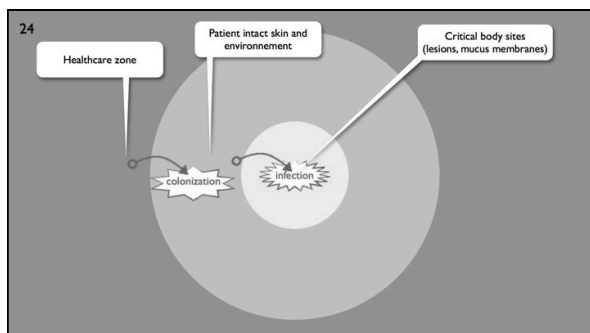 24
Healthcare zone
Patient intact skin and
environnement
Critical body sites
(lesions, mucus membranes)
colonization
infection